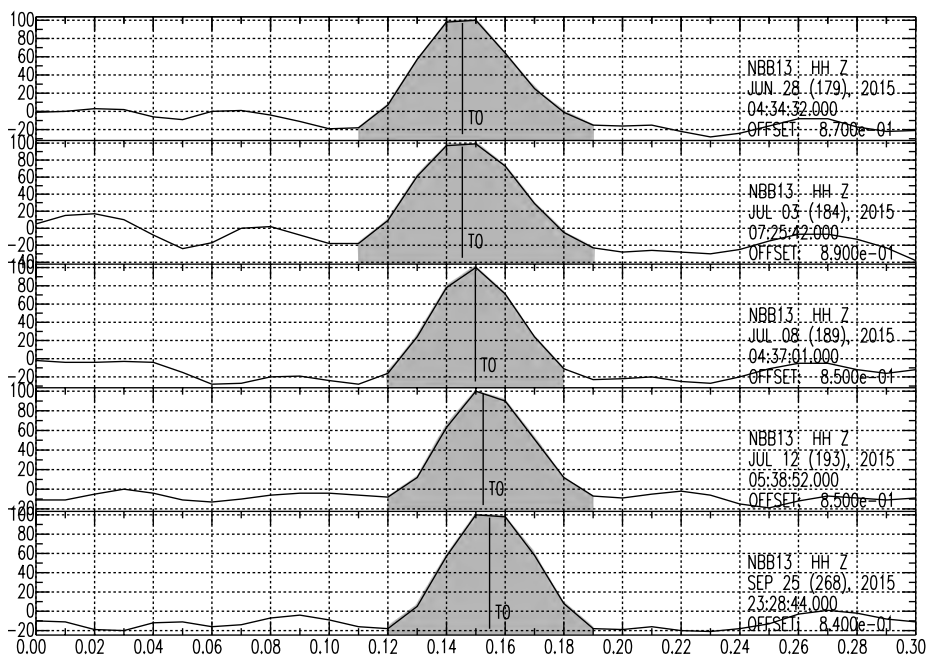 100
80
60
40
20
0
-20
T0
NBB13 HH Z
JUN 28 (179), 2015
04:34:32.000
OFFSET: 8.700e-01
100
80
60
40
20
0
-20
-40
T0
NBB13 HH Z
JUL 03 (184), 2015
07:25:42.000
OFFSET: 8.900e-01
100
80
60
40
20
0
-20
T0
NBB13 HH Z
JUL 08 (189), 2015
04:37:01.000
OFFSET: 8.500e-01
100
80
60
40
20
0
-20
T0
NBB13 HH Z
JUL 12 (193), 2015
05:38:52.000
OFFSET: 8.500e-01
100
80
60
40
20
0
-20
T0
NBB13 HH Z
SEP 25 (268), 2015
23:28:44.000
OFFSET: 8.400e-01
0.00 0.02 0.04 0.06 0.08 0.10 0.12 0.14 0.16 0.18 0.20 0.22 0.24 0.26 0.28 0.30